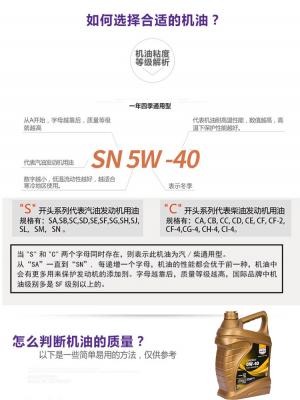 如何选择合适的机油？
机油粘度
等级解析
一年四季通用型
从A开始，字母越靠后，质量等级
就越高
代表机油耐高温性能，数值越高，高
温下保护性能越好。
代表汽油发动机用油
SN 5W -40
数字越小，低温流动性越好，越适合
寒冷地区使用。
表示冬季
"S" 开头系列代表汽油发动机用油
规格有：SA,SB,SC,SD,SE,SF,SG,SH,SJ,
SL，SM，SN 。
"C" 开头系列代表柴油发动机用油
规格有：CA, CB, CC, CD, CE, CF, CF-2,
CF-4,CG-4, CH-4, CI-4。
当 "S" 和 "C" 两个字母同时存在，则表示此机油为汽 / 柴通用型。
从 "SA" 一直到 "SN" ，每递增一个字母，机油的性能都会优于前一种，机油中
会有更多用来保护发动机的添加剂。字母越靠后，质量等级越高，国际品牌中机
油级别多是 SF 级别以上的。
怎么判断机油的质量？
以下是一些简单易用的方法，仅供参考
0W-40